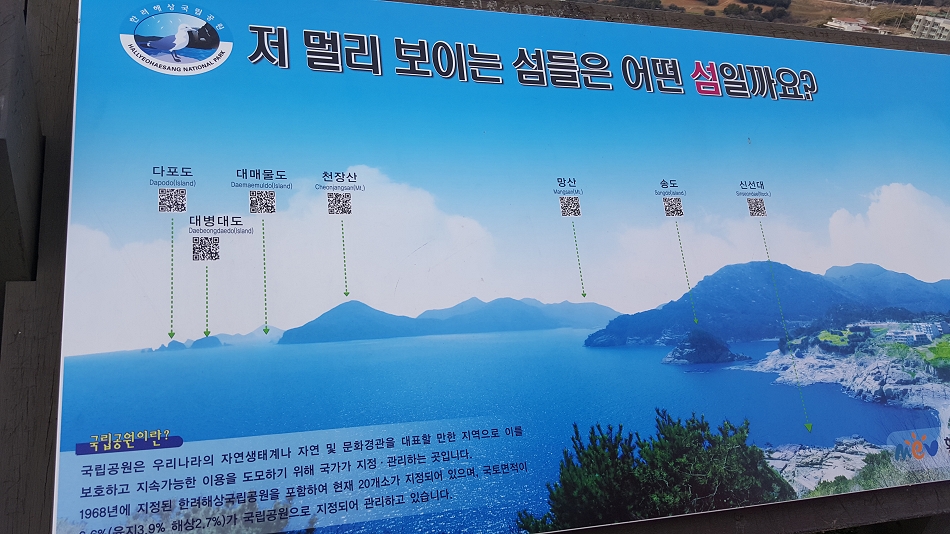 한려해상국립공원
HALLYEOHAESANG NATIONAL PARK
저 멀리 보이는 섬들은 어떤 섬일까요?
다포도
Dapodo(Island)
대매물도
Daemaemuldo(Island)
천장산
Cheonjangsan(Mt.)
망산
Mangsan(Mt.)
송도
Songdo(Island)
신선대
Sinseondae(Rock.)
대병대도
Daebeongdaedo(Island)
국립공원이란?
국립공원은 우리나라의 자연생태계나 자연 및 문화경관을 대표할 만한 지역으로 이를
보호하고 지속가능한 이용을 도모하기 위해 국가가 지정·관리하는 곳입니다.
1968년에 지정된 한려해상국립공원을 포함하여 현재 20개소가 지정되어 있으며, 국토면적의
6.6%(육지3.9% 해상2.7%)가 국립공원으로 지정되어 관리하고 있습니다.
MEV